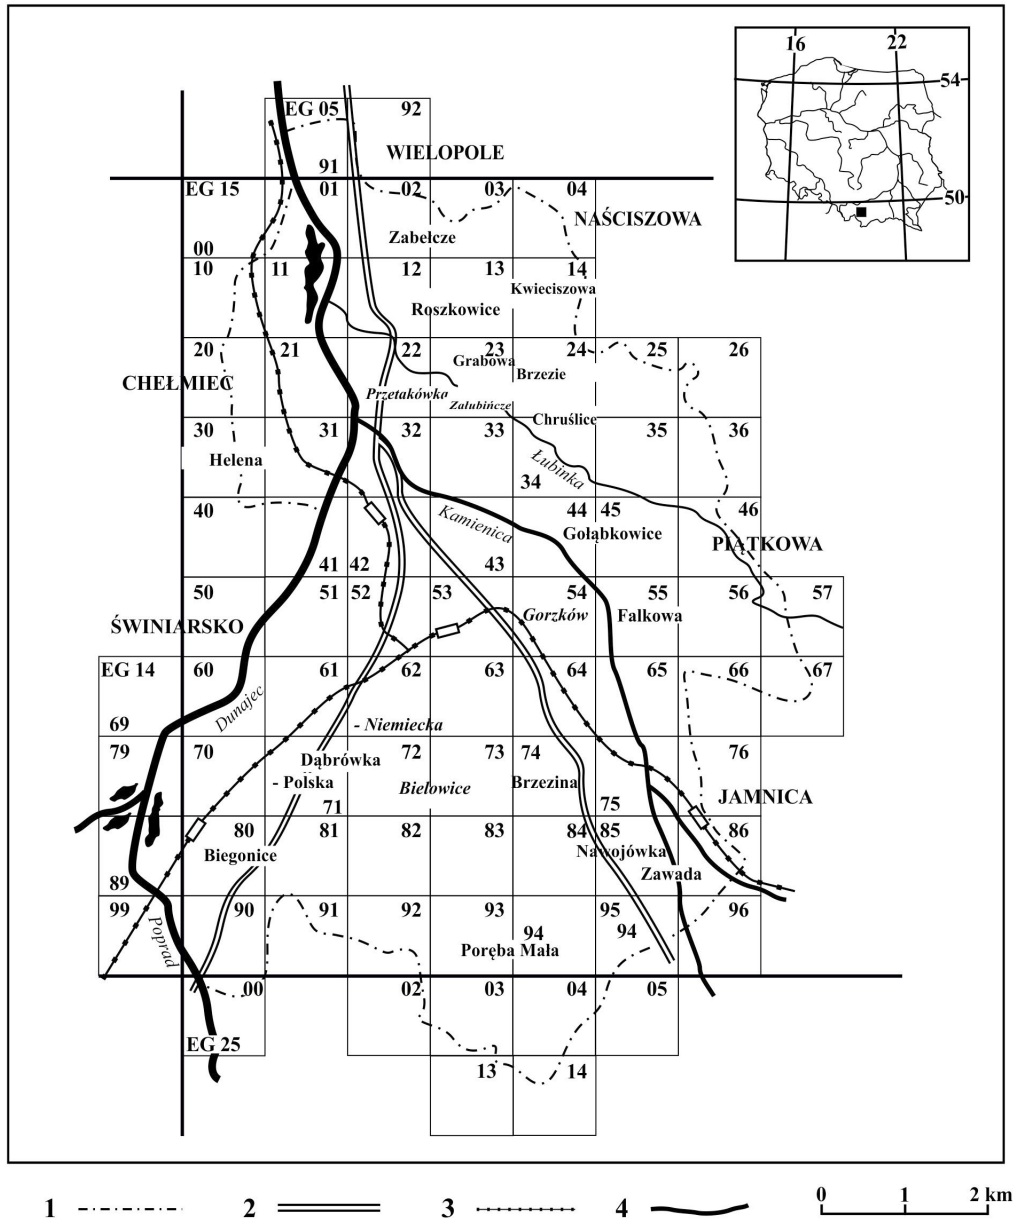 16 22
54
50
EG 05 92
WIELOPOLE
91
EG 15 01 02 03 04
NAŚCISZOWA
Zabełcze
00
10 11 12 13 14
Kwieciszowa
Roszkowice
20 21 22 23 24 25 26
Grabowa
Brzezie
CHEŁMIEC
Przetakówka
Załubińcze
Chruślice
30 31 32 33 35 36
Helena
Łubinka
34
40 44 45 46
Kamienica
Gołąbkowice
PIĄTKOWA
41 42 43
50 51 52 53 54 55 56 57
Gorzków
Falkowa
ŚWINIARSKO
EG 14 60 61 62 63 64 65 66 67
Dunajec
69
- Niemiecka
79 70 72 73 74 76
Dąbrówka
- Polska
Biełowice
Brzezina
JAMNICA
71 75
80 81 82 83 84 85 86
Biegonice
Nawojówka
Zawada
89
99 90 91 92 93 95 96
Poprad
94 94
Poręba Mała
00 02 03 04 05
EG 25
13 14
1 2 3 4
0 1 2 km